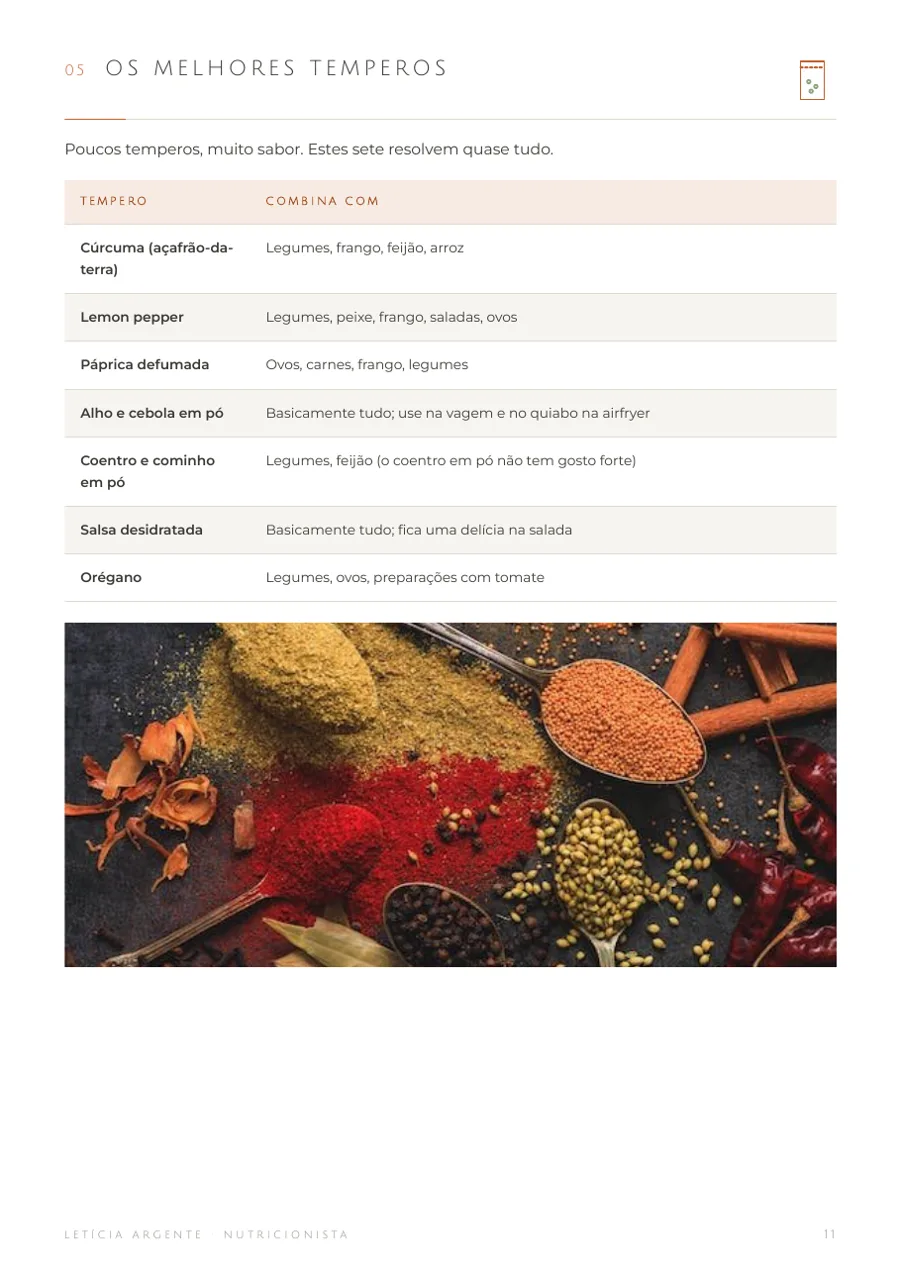 05 OS MELHORES TEMPEROS
Poucos temperos, muito sabor. Estes sete resolvem quase tudo.
TEMPERO COMBINA COM
Cúrcuma (açafrão-da- Legumes, frango, feijão, arroz
terra)
Lemon pepper Legumes, peixe, frango, saladas, ovos
Páprica defumada Ovos, carnes, frango, legumes
Alho e cebola em pó Basicamente tudo; use na vagem e no quiabo na airfryer
Coentro e cominho Legumes, feijão (o coentro em pó não tem gosto forte)
em pó
Salsa desidratada Basicamente tudo; fica uma delícia na salada
Orégano Legumes, ovos, preparações com tomate
LETÍCIA ARGENTE · NUTRICIONISTA 11